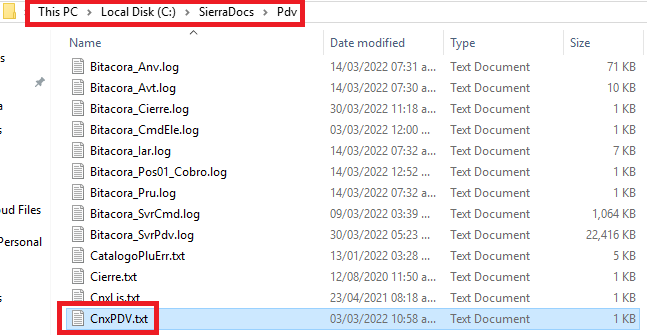 This PC > Local Disk (C:) > SierraDocs > Pdv
Name Date modified Type Size
Bitacora_Anv.log 14/03/2022 07:31 a... Text Document 71 KB
Bitacora_Avt.log 14/03/2022 07:30 a... Text Document 10 KB
Bitacora_Cierre.log 30/03/2022 11:18 a... Text Document 1 KB
Bitacora_CmdEle.log 03/03/2022 12:00 ... Text Document 1 KB
Bitacora_Iar.log 14/03/2022 07:32 a... Text Document 7 KB
Bitacora_Pos01_Cobro.log 14/03/2022 12:52 ... Text Document 1 KB
Bitacora_Pru.log 14/03/2022 07:32 a... Text Document 1 KB
oud Files Bitacora_SvrCmd.log 09/03/2022 03:39 ... Text Document 1,064 KB
Personal Bitacora_SvrPdv.log 30/03/2022 05:23 ... Text Document 22,416 KB
CatalogoPluErr.txt 13/01/2022 03:28 ... Text Document 5 KB
Cierre.txt 12/08/2020 11:50 a... Text Document 1 KB
CnxLis.txt 23/04/2021 08:18 a... Text Document 1 KB
CnxPDV.txt 03/03/2022 10:58 a... Text Document 1 KB